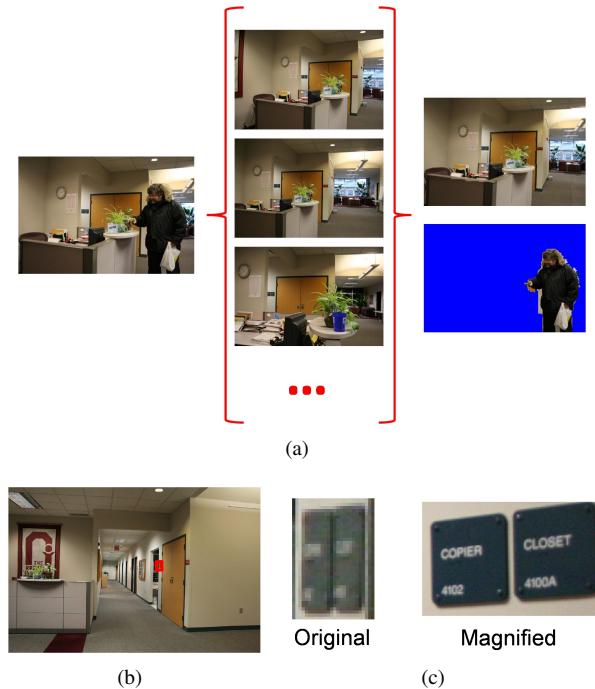 (a)
COPIER
4102
CLOSET
4100A
Original
Magnified
(b)
(c)